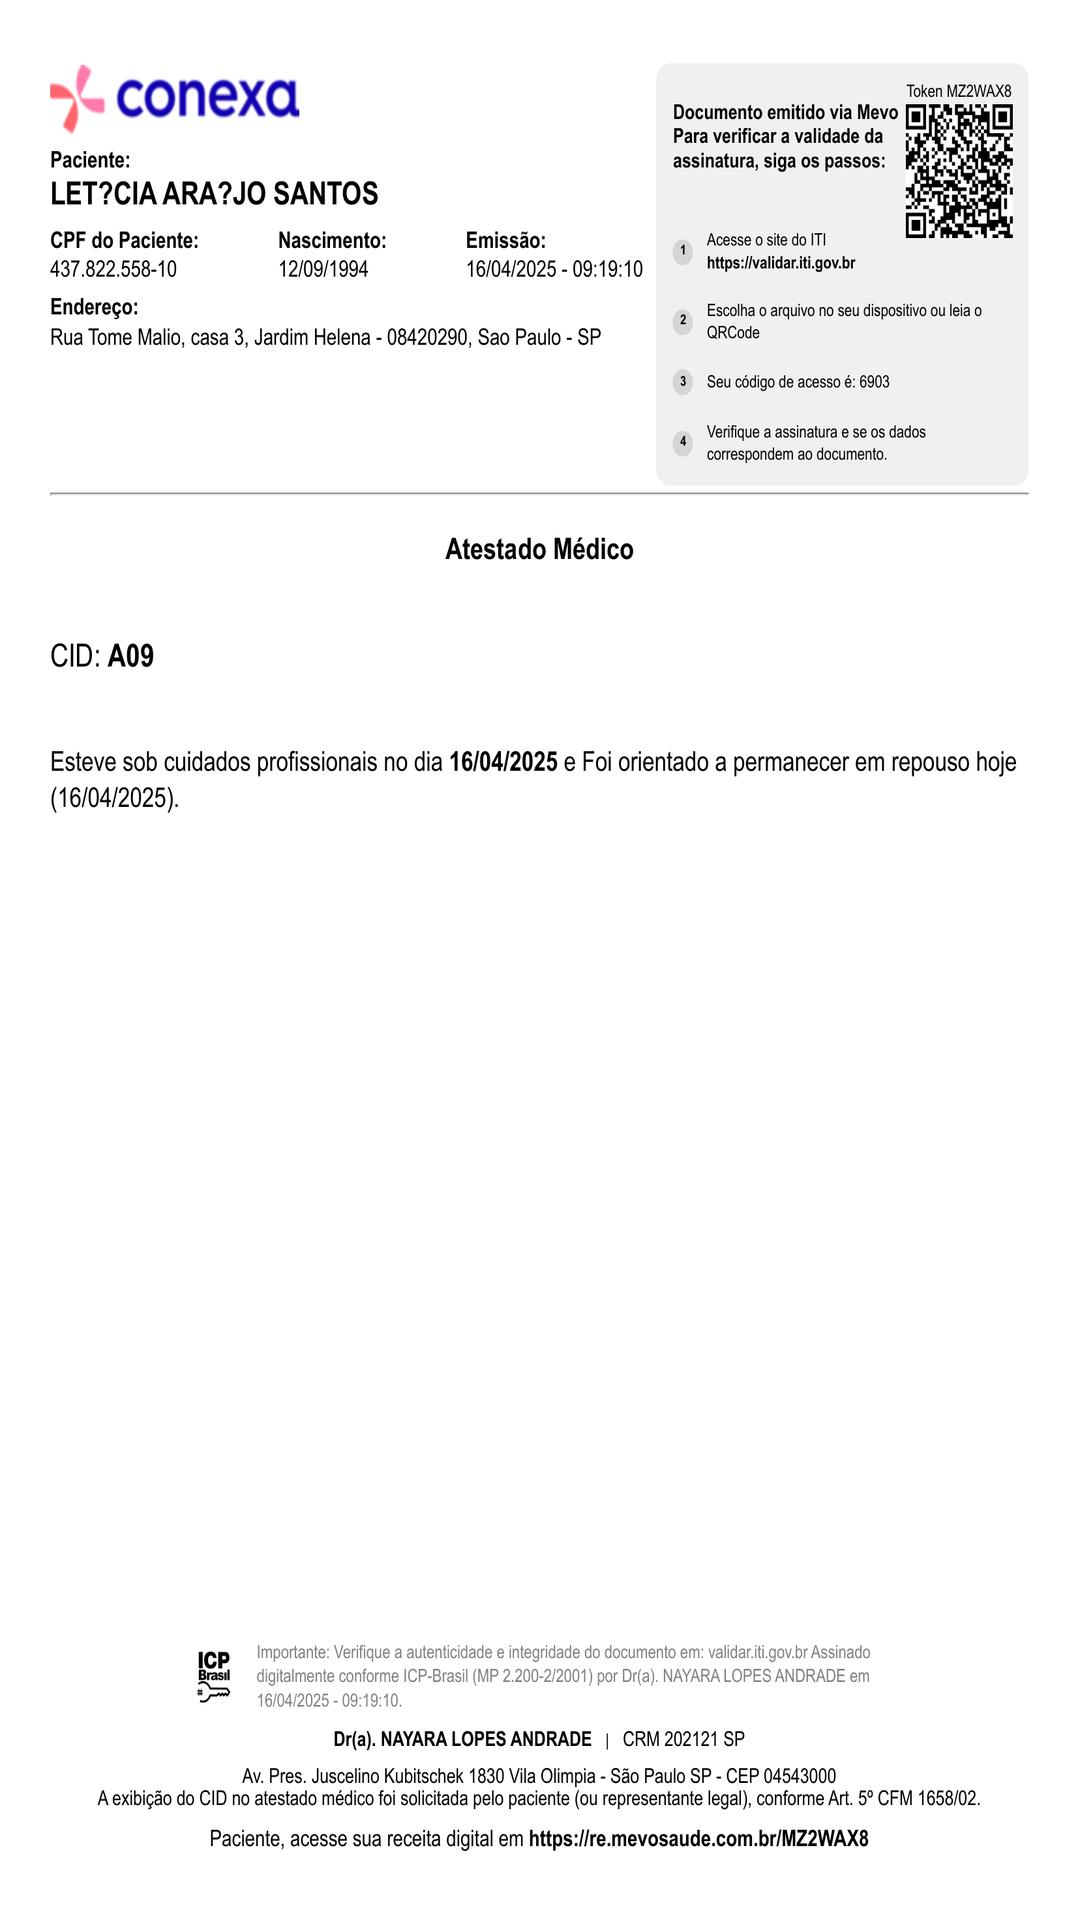 conexa
Paciente:
LET?CIA ARA?JO SANTOS
CPF do Paciente:
437.822.558-10
Nascimento:
12/09/1994
Emissão:
16/04/2025 - 09:19:10
Endereço:
Rua Tome Malio, casa 3, Jardim Helena - 08420290, Sao Paulo - SP
Token MZ2WAX8
Documento emitido via Mevo
Para verificar a validade da
assinatura, siga os passos:
1
Acesse o site do ITI
https://validar.iti.gov.br
2
Escolha o arquivo no seu dispositivo ou leia o
QRCode
3
Seu código de acesso é: 6903
4
Verifique a assinatura e se os dados
correspondem ao documento.
Atestado Médico
CID: A09
Esteve sob cuidados profissionais no dia 16/04/2025 e Foi orientado a permanecer em repouso hoje
(16/04/2025).
ICP
Brasil
Importante: Verifique a autenticidade e integridade do documento em: validar.iti.gov.br Assinado
digitalmente conforme ICP-Brasil (MP 2.200-2/2001) por Dr(a). NAYARA LOPES ANDRADE em
16/04/2025 - 09:19:10.
Dr(a). NAYARA LOPES ANDRADE | CRM 202121 SP
Av. Pres. Juscelino Kubitschek 1830 Vila Olimpia - São Paulo SP - CEP 04543000
A exibição do CID no atestado médico foi solicitada pelo paciente (ou representante legal), conforme Art. 5º CFM 1658/02.
Paciente, acesse sua receita digital em https://re.mevosaude.com.br/MZ2WAX8